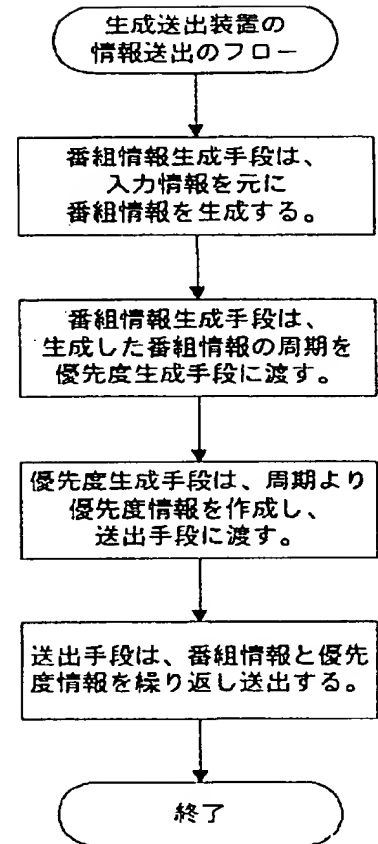 生成送出装置の
情報送出のフロー
番組情報生成手段は、
入力情報を元に
番組情報を生成する。
番組情報生成手段は、
生成した番組情報の周期を
優先度生成手段に渡す。
優先度生成手段は、周期より
優先度情報を作成し、
送出手段に渡す。
送出手段は、番組情報と優先
度情報を繰り返し送出する。
終了